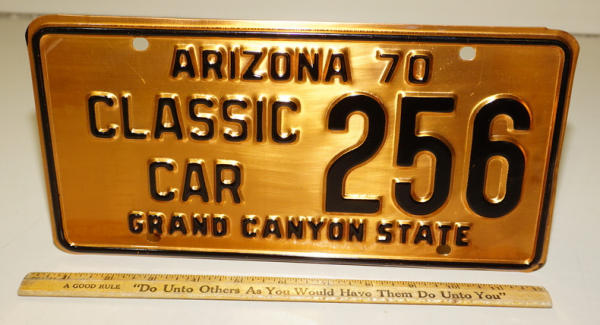 ARIZONA 70
CLASSIC
CAR 256
GRAND CANYON STATE
A GOOD RULE "Do Unto Others As You Would Have Them Do Unto You"